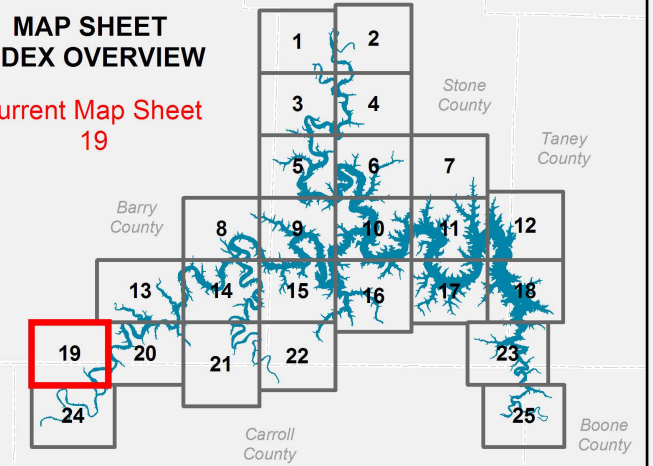 MAP SHEET
DEX OVERVIEW
urrent Map Sheet
19
1
2
Stone
County
3
4
Taney
County
5
6
7
Barry
County
8
9
10
11
12
13
14
15
16
17
18
19
20
21
22
23
24
25
Carroll
County
Boone
County